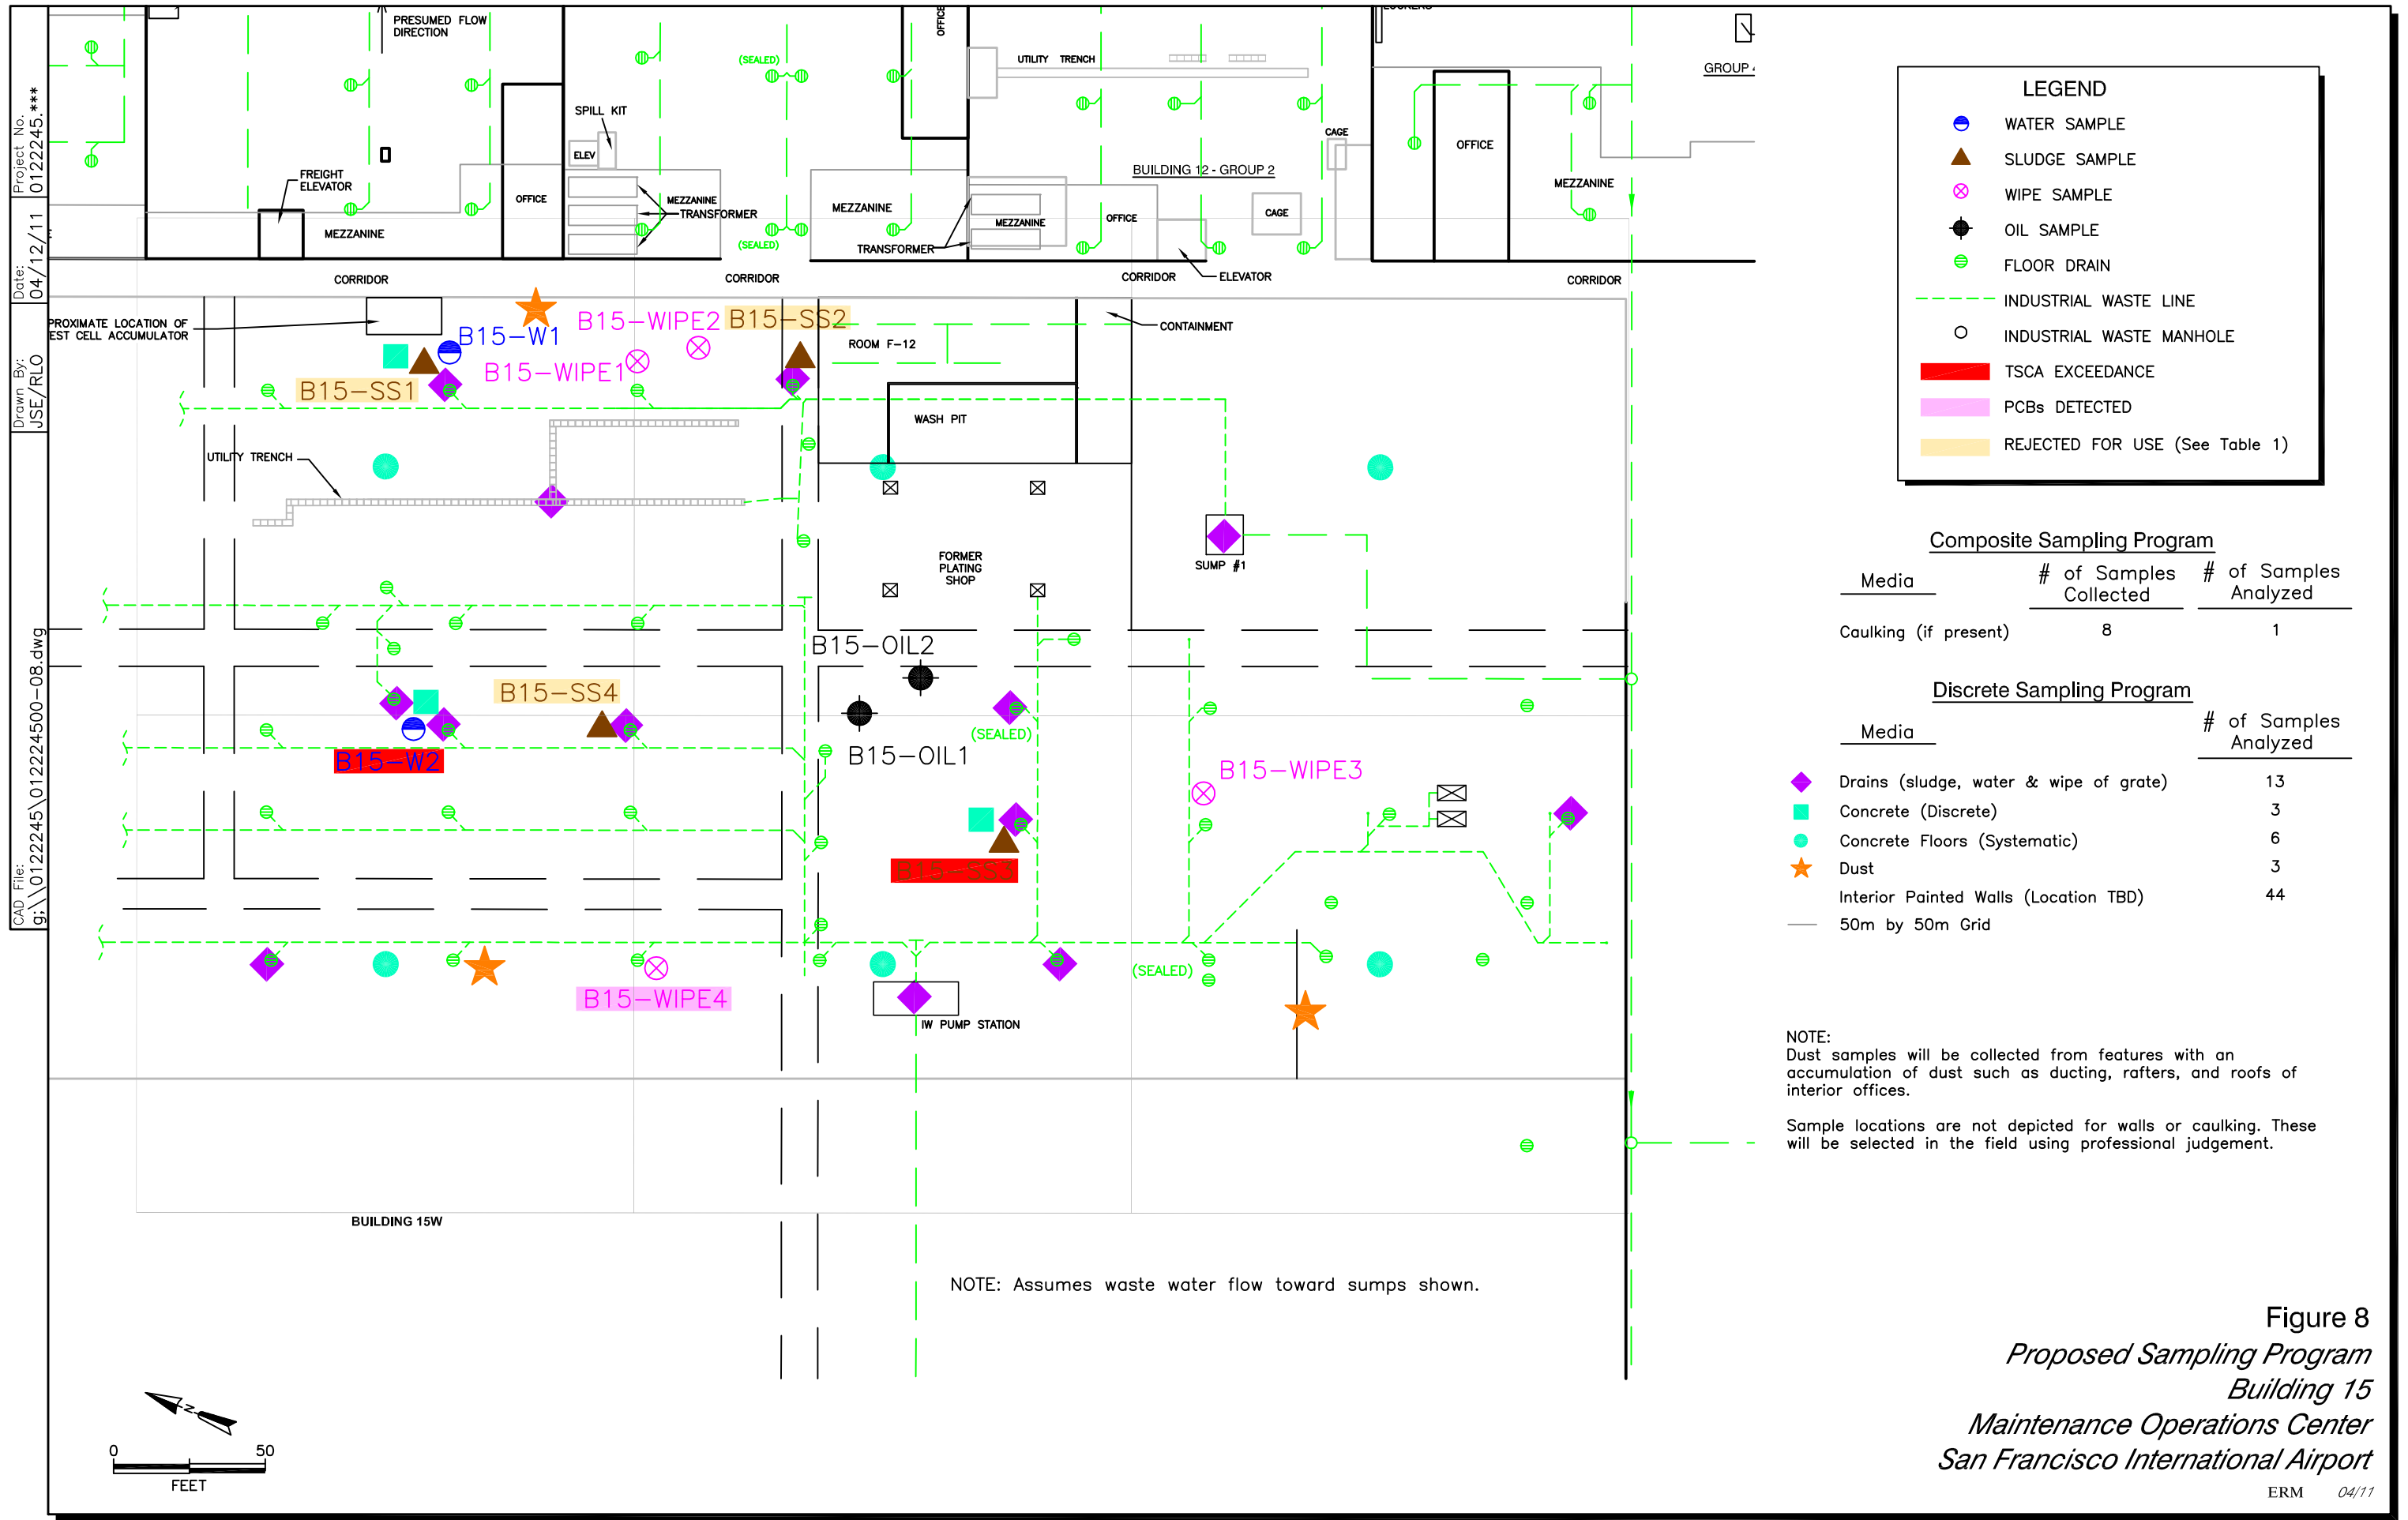 PRESUMED FLOW
DIRECTION
OFFICE
(SEALED)
UTILITY TRENCH
GROUP
SPILL KIT
ELEV
CAGE
OFFICE
FREIGHT
ELEVATOR
OFFICE
BUILDING 12 - GROUP 2
MEZZANINE
TRANSFORMER
MEZZANINE
MEZZANINE
MEZZANINE
OFFICE
CAGE
MEZZANINE
(SEALED)
TRANSFORMER
CORRIDOR
CORRIDOR
CORRIDOR
ELEVATOR
CORRIDOR
PROXIMATE LOCATION OF
EST CELL ACCUMULATOR
B15-W1
B15-WIPE2
B15-SS2
ROOM F-12
CONTAINMENT
B15-WIPE1
B15-SS1
WASH PIT
UTILITY TRENCH
FORMER
PLATING
SHOP
SUMP #1
B15-OIL2
B15-SS4
(SEALED)
B15-W2
B15-OIL1
B15-WIPE3
B15-SS3
B15-WIPE4
(SEALED)
IW PUMP STATION
BUILDING 15W
NOTE: Assumes waste water flow toward sumps shown.
N
0 50
FEET
Project No.
01222245.***
Date:
04/12/11
Drawn By:
JSE/RLO
CAD File:
g:\\01222245\0122224500-08.dwg
LEGEND
WATER SAMPLE
SLUDGE SAMPLE
WIPE SAMPLE
OIL SAMPLE
FLOOR DRAIN
INDUSTRIAL WASTE LINE
INDUSTRIAL WASTE MANHOLE
TSCA EXCEEDANCE
PCBs DETECTED
REJECTED FOR USE (See Table 1)
Composite Sampling Program
Media # of Samples Collected # of Samples Analyzed
Caulking (if present) 8 1
Discrete Sampling Program
Media # of Samples Analyzed
Drains (sludge, water & wipe of grate) 13
Concrete (Discrete) 3
Concrete Floors (Systematic) 6
Dust 3
Interior Painted Walls (Location TBD) 44
50m by 50m Grid
NOTE:
Dust samples will be collected from features with an
accumulation of dust such as ducting, rafters, and roofs of
interior offices.
Sample locations are not depicted for walls or caulking. These
will be selected in the field using professional judgement.
Figure 8
Proposed Sampling Program
Building 15
Maintenance Operations Center
San Francisco International Airport
ERM 04/11